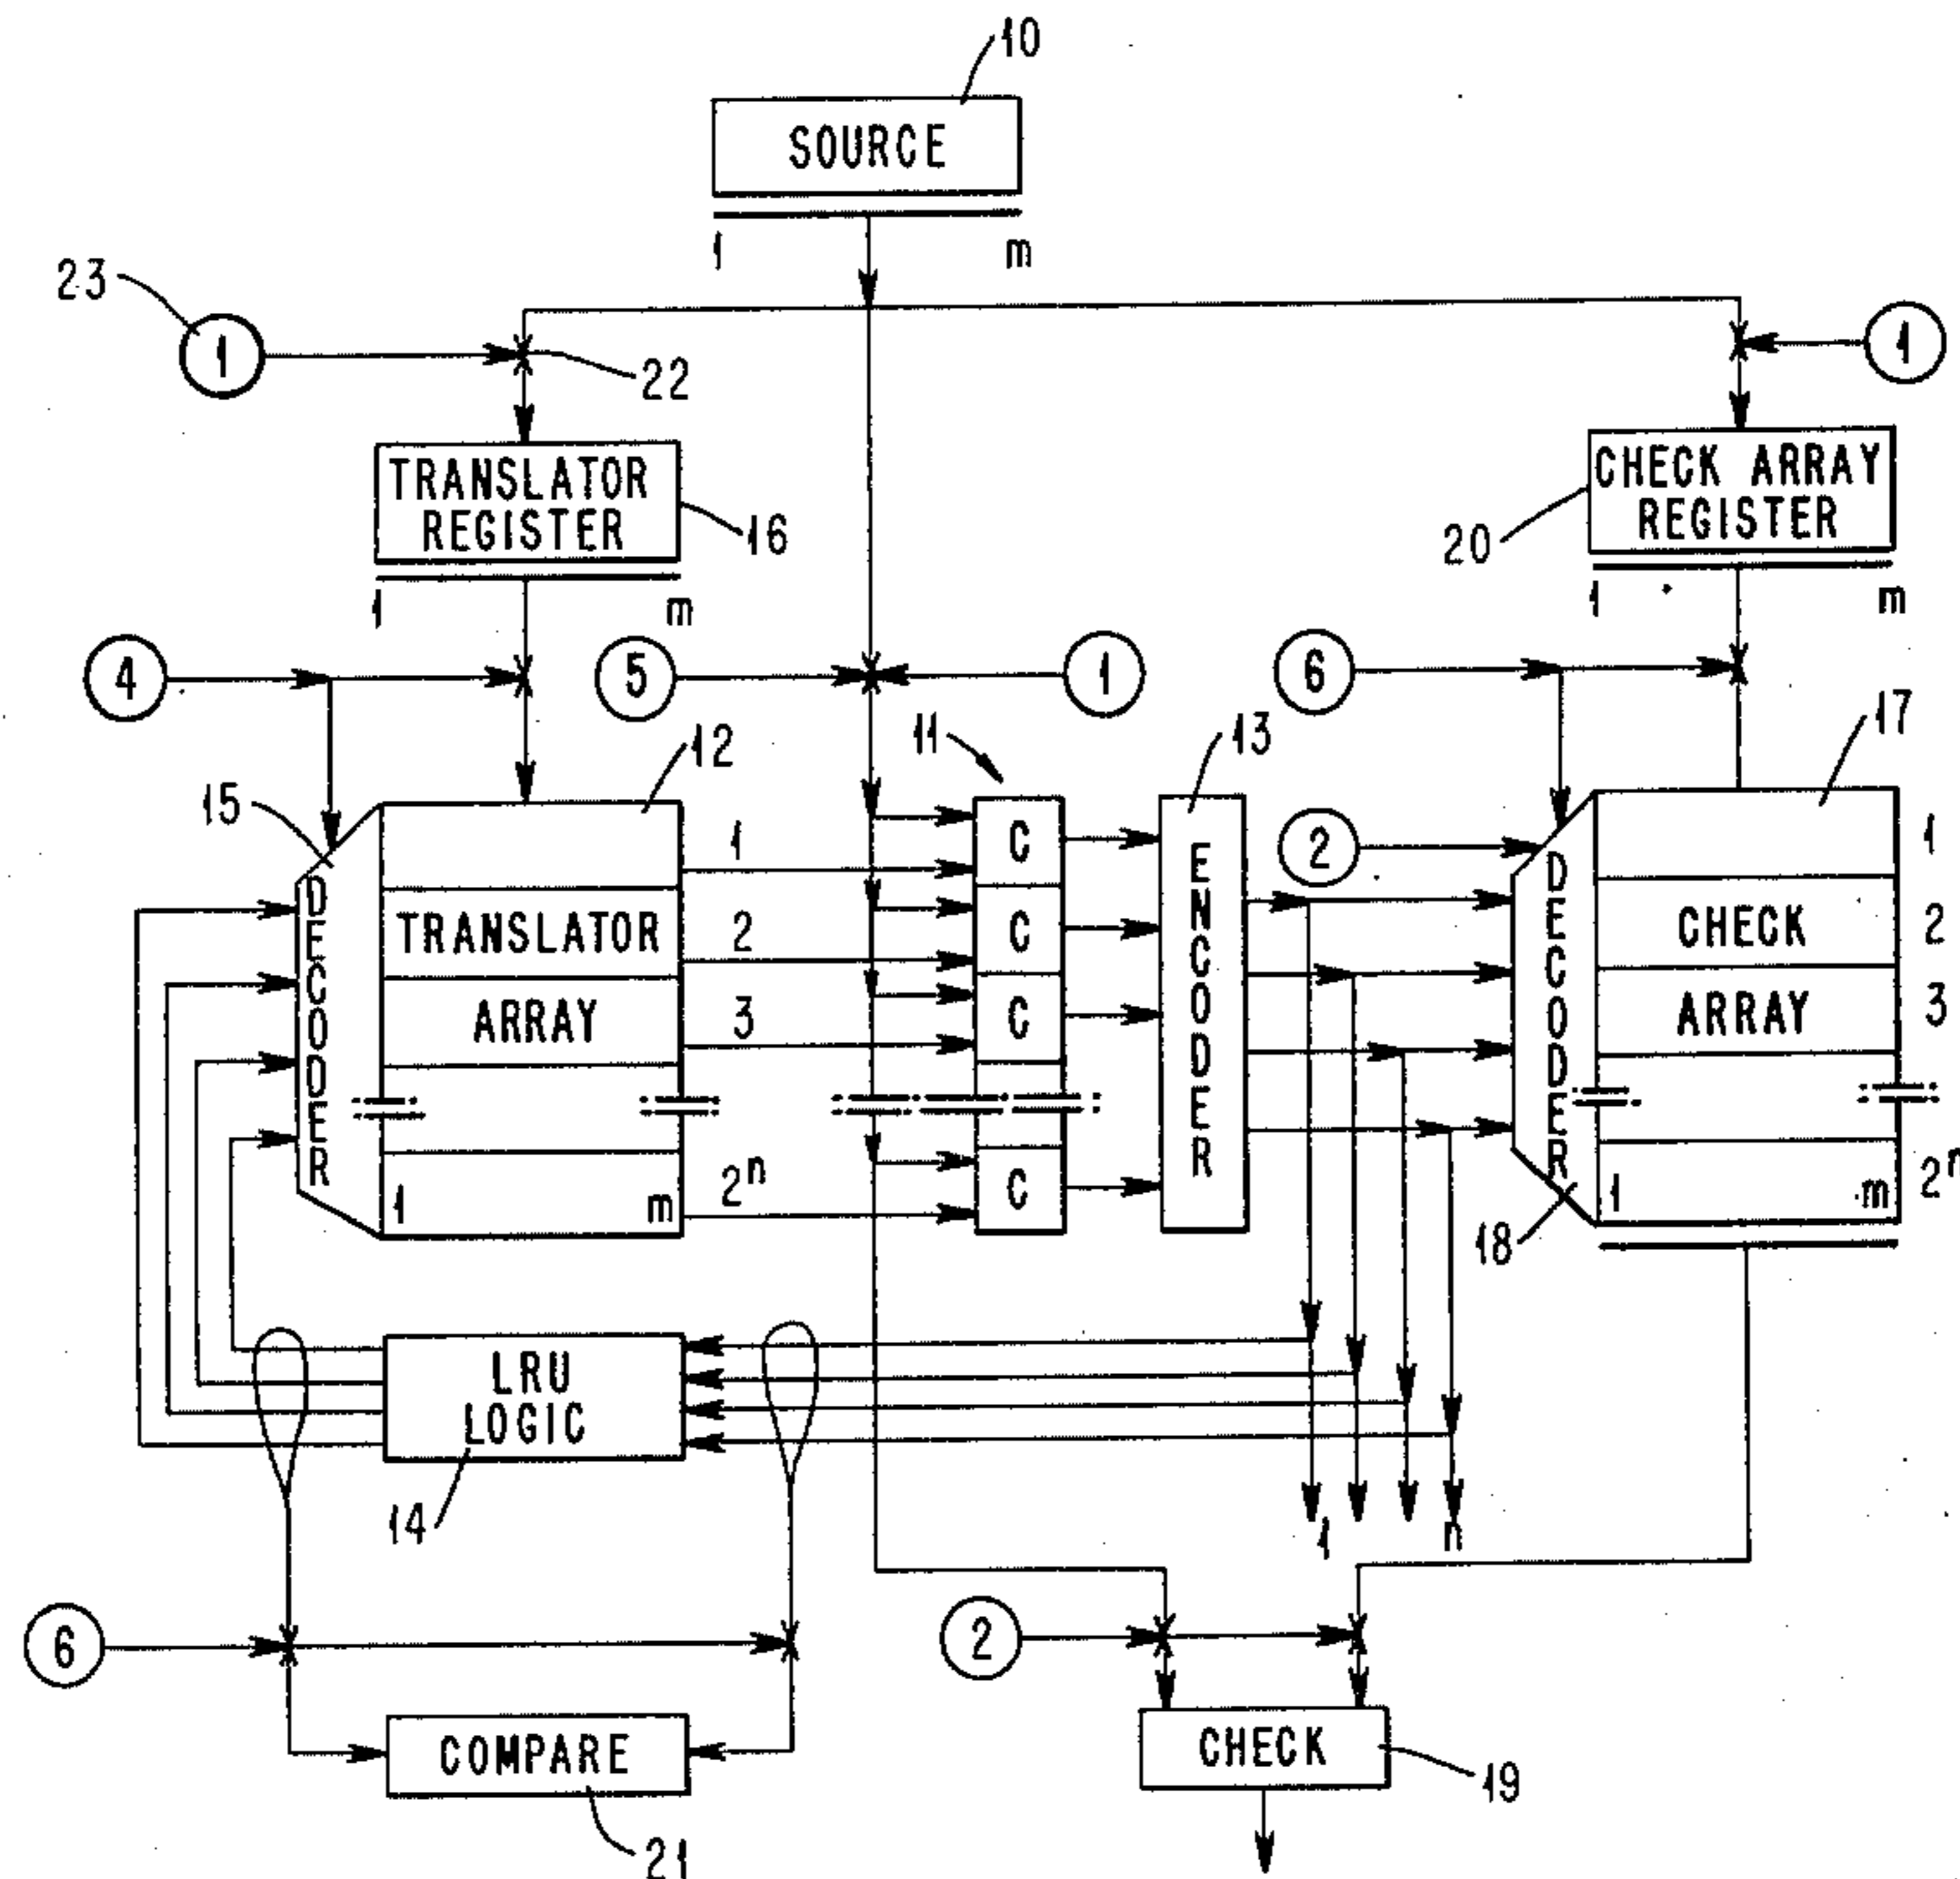 10
SOURCE
1 m
23
1
22
1
TRANSLATOR
REGISTER
16
CHECK ARRAY
REGISTER
20
1 m
1 m
4
5
1
6
15
12
11
13
17
DECODER
TRANSLATOR
ARRAY
1 m
1
2
3
2ⁿ
C
C
C
C
ENCODER
2
DECODER
CHECK
ARRAY
1 m
1
2
3
2ⁿ
18
LRU
LOGIC
14
1 n
6
2
COMPARE
21
CHECK
19